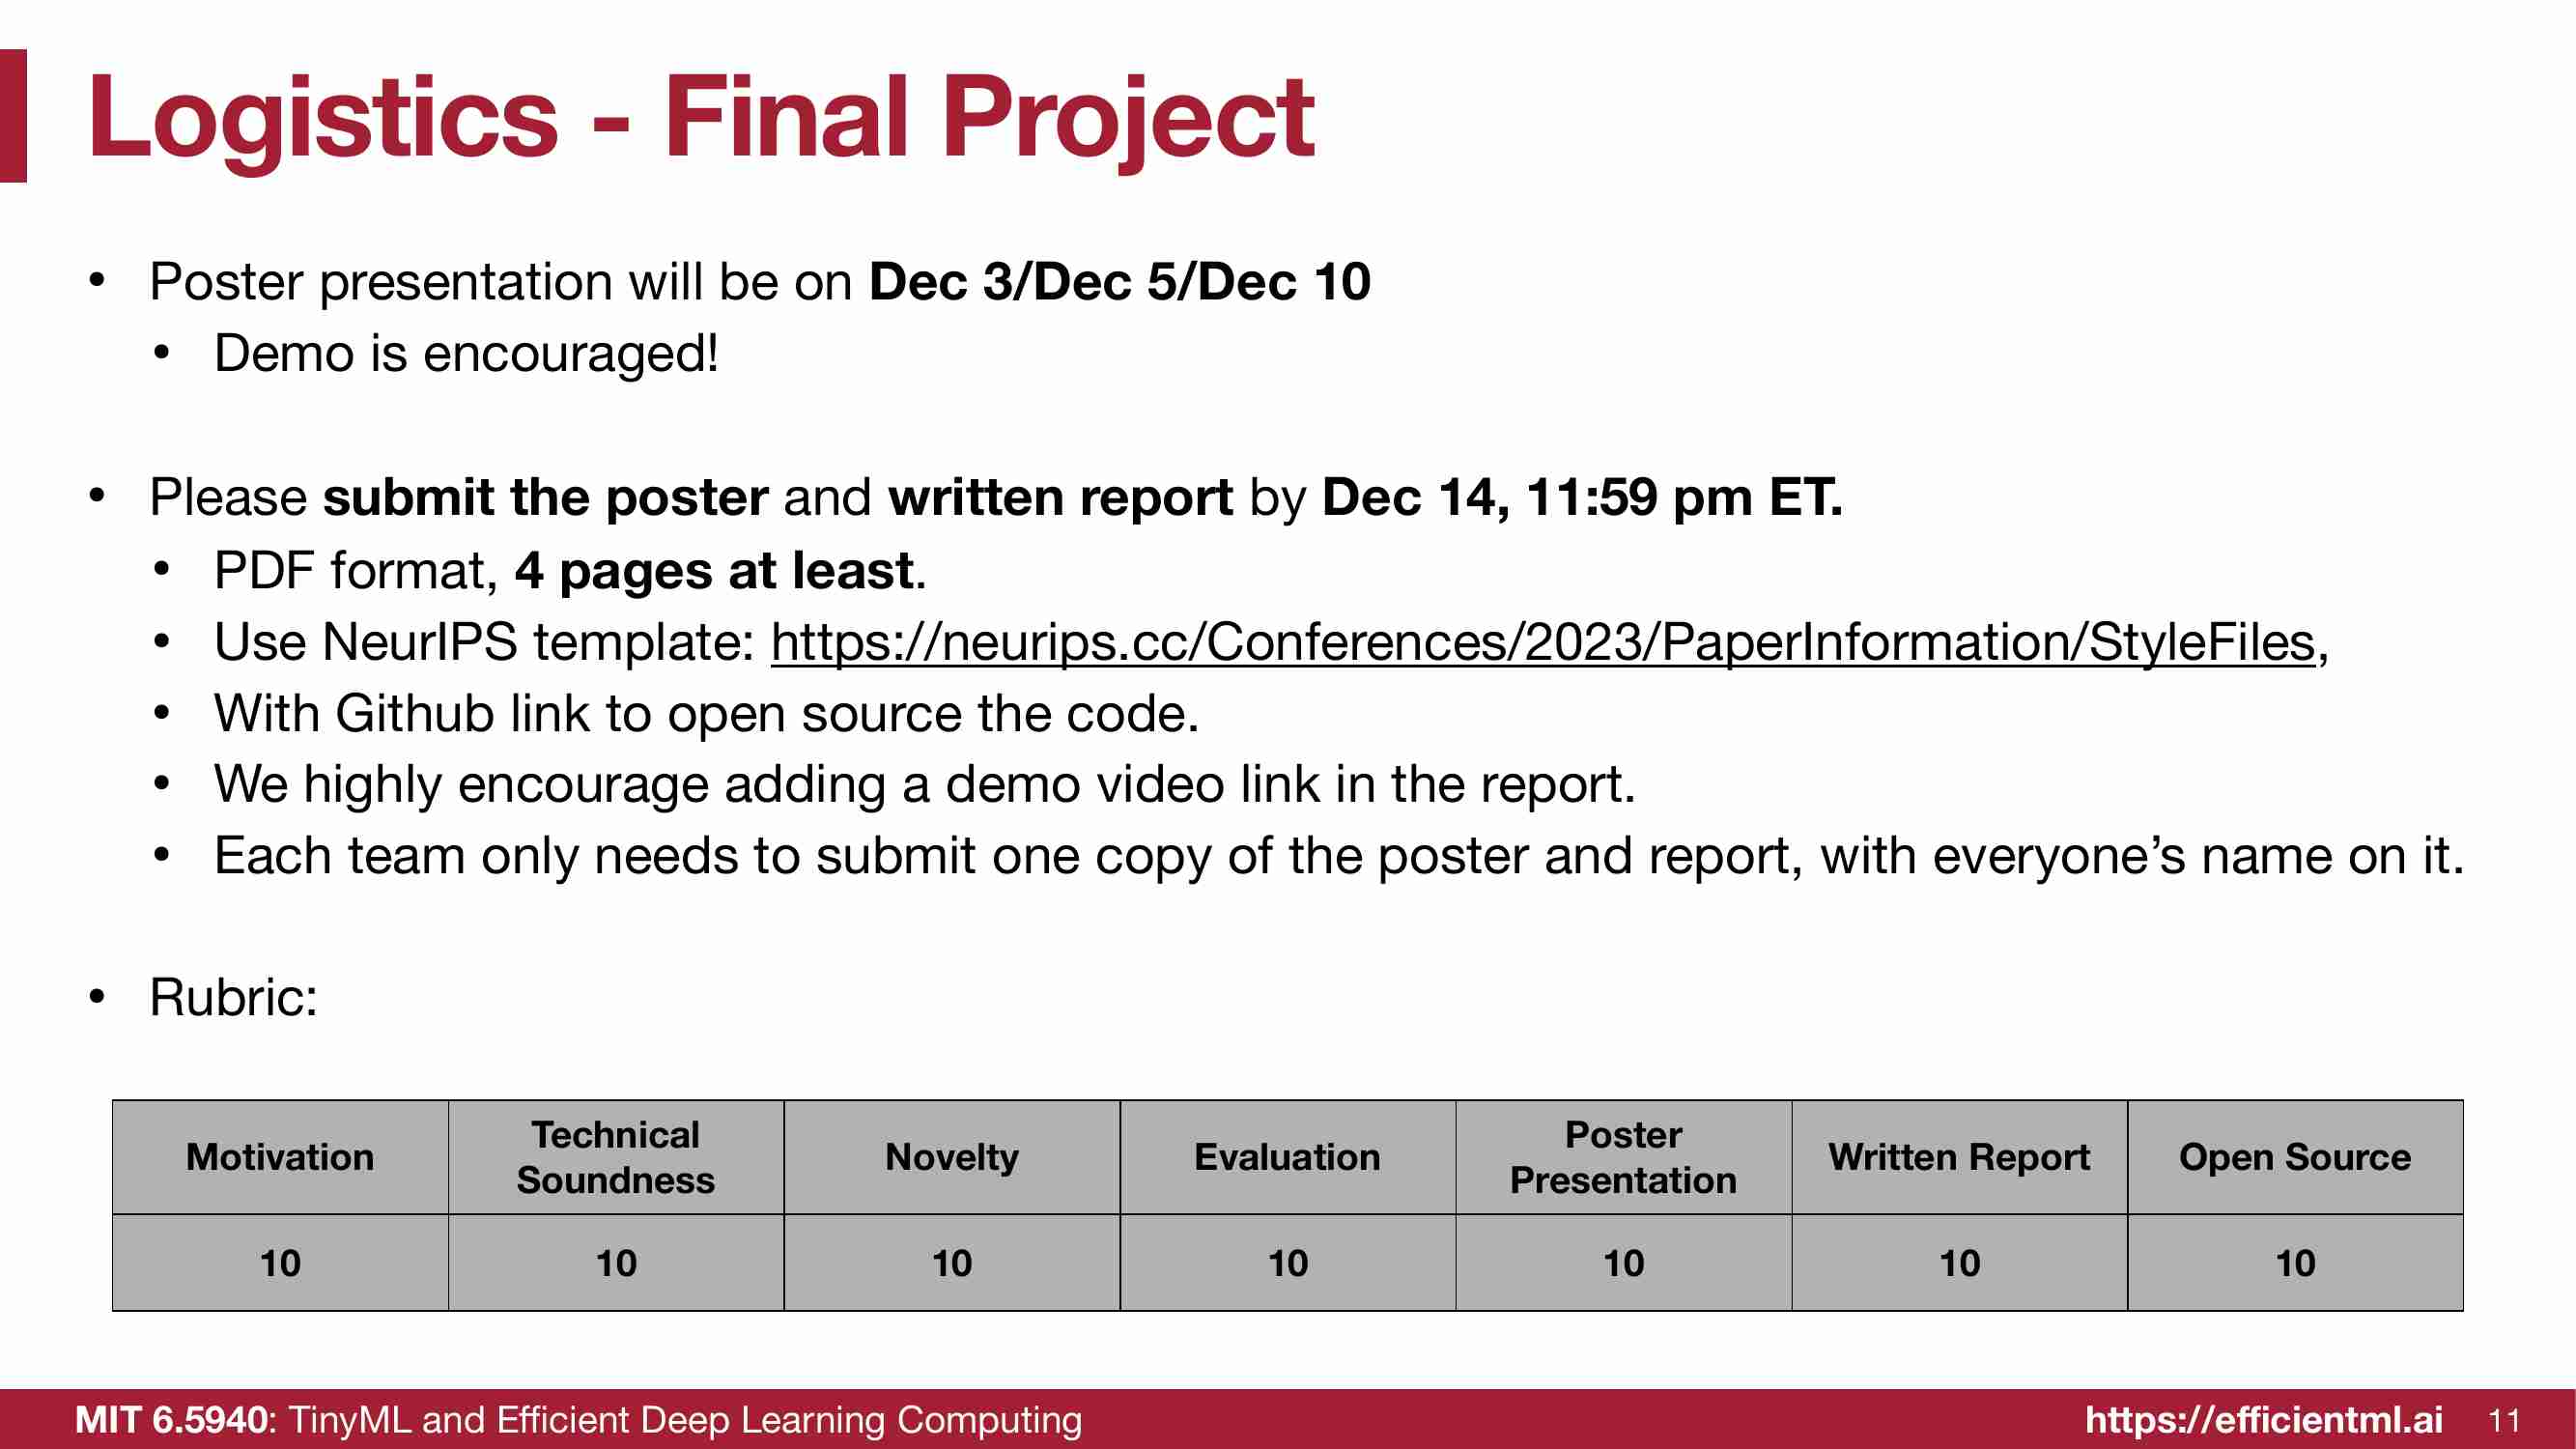 Logistics - Final Project
• Poster presentation will be on Dec 3/Dec 5/Dec 10
• Demo is encouraged!
• Please submit the poster and written report by Dec 14, 11:59 pm ET.
• PDF format, 4 pages at least.
• Use NeurIPS template: https://neurips.cc/Conferences/2023/PaperInformation/StyleFiles,
• With Github link to open source the code.
• We highly encourage adding a demo video link in the report.
• Each team only needs to submit one copy of the poster and report, with everyone’s name on it.
• Rubric:
Motivation Technical Soundness Novelty Evaluation Poster Presentation Written Report Open Source
10 10 10 10 10 10 10
MIT 6.5940: TinyML and Efficient Deep Learning Computing https://efficientml.ai 11